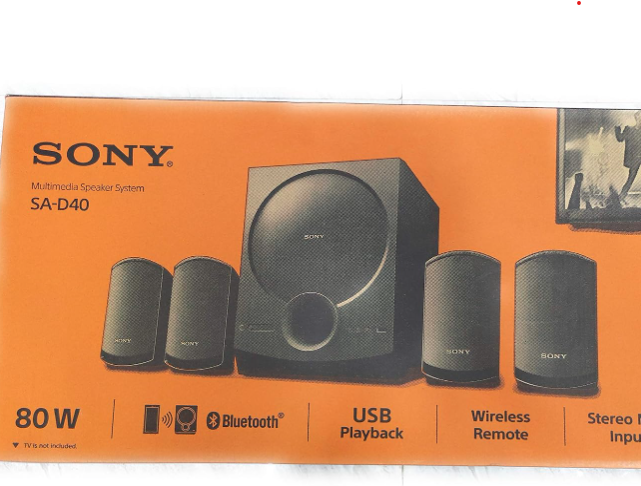 SONY®
Multimedia Speaker System
SA-D40
SONY
SONY
SONY
SONY
SONY
80 W
Bluetooth®
USB
Playback
Wireless
Remote
Stereo
TV is not included.